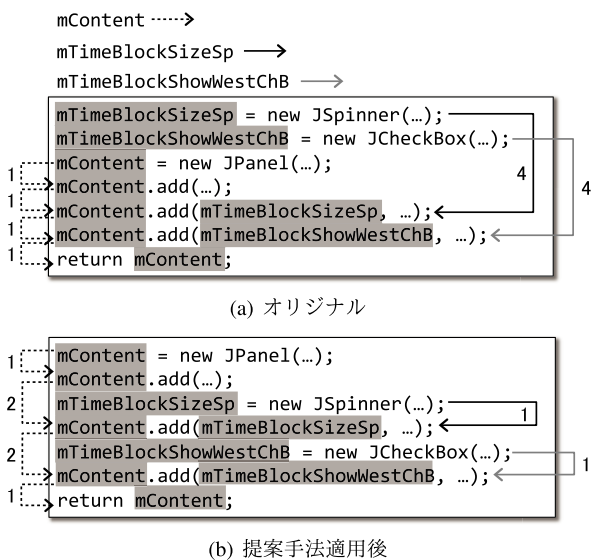 mContent
mTimeBlockSizeSp
mTimeBlockShowWestChB
mTimeBlockSizeSp = new JSpinner(…);
mTimeBlockShowWestChB = new JCheckBox(…);
1 mContent = new JPanel(…);
1 mContent.add(…); 4 4
1 mContent.add(mTimeBlockSizeSp, …);
1 mContent.add(mTimeBlockShowWestChB, …);
return mContent;
(a) オリジナル
1 mContent = new JPanel(…);
2 mContent.add(…);
mTimeBlockSizeSp = new JSpinner(…);
mContent.add(mTimeBlockSizeSp, …); 1
2 mTimeBlockShowWestChB = new JCheckBox(…);
mContent.add(mTimeBlockShowWestChB, …); 1
1 return mContent;
(b) 提案手法適用後